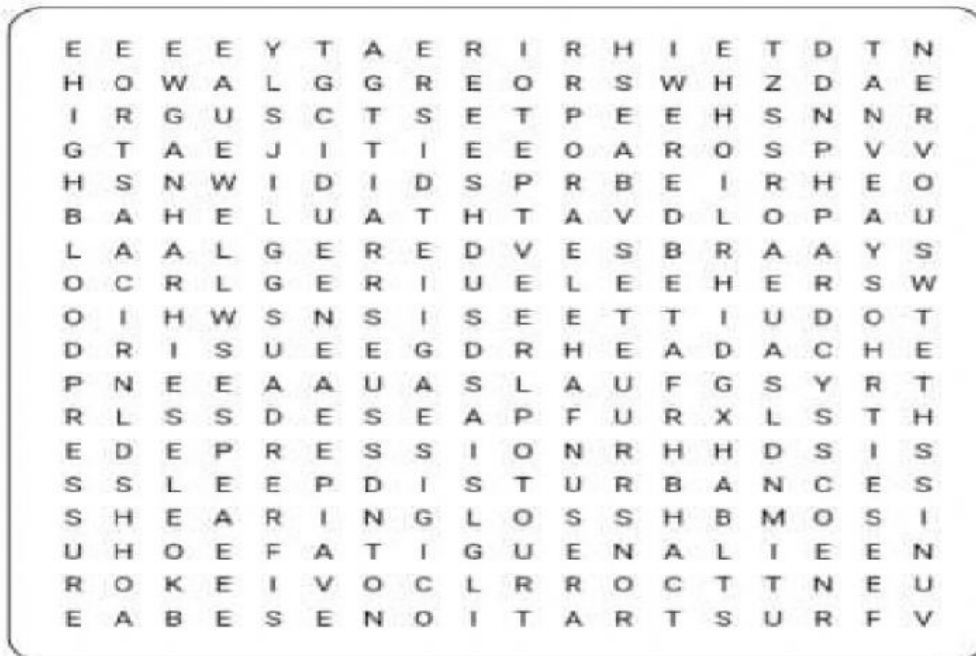 E E E E Y T A E R I R H I E T D T N
H O W A L G G R E O R S W H Z D A E
I R G U S C T S E T P E E H S N N R
G T A E J I T I E E O A R O S P V V
H S N W I D I D S P R B E I R H E O
B A H E L U A T H T A V D L O P A U
L A A L G E R E D V E S B R A A Y S
O C R L G E R I U E L E E H E R S W
O I H W S N S I S E E T T I U D O T
D R I S U E E G D R H E A D A C H E
P N E E A A U A S L A U F G S Y R T
R L S S D E S E A P F U R X L S T H
E D E P R E S S I O N R H H D S I S
S S L E E P D I S T U R B A N C E S
S H E A R I N G L O S S H B M O S I
U H O E F A T I G U E N A L I E E N
R O K E I V O C L R R O C T T N E U
E A B E S E N O I T A R T S U R F V